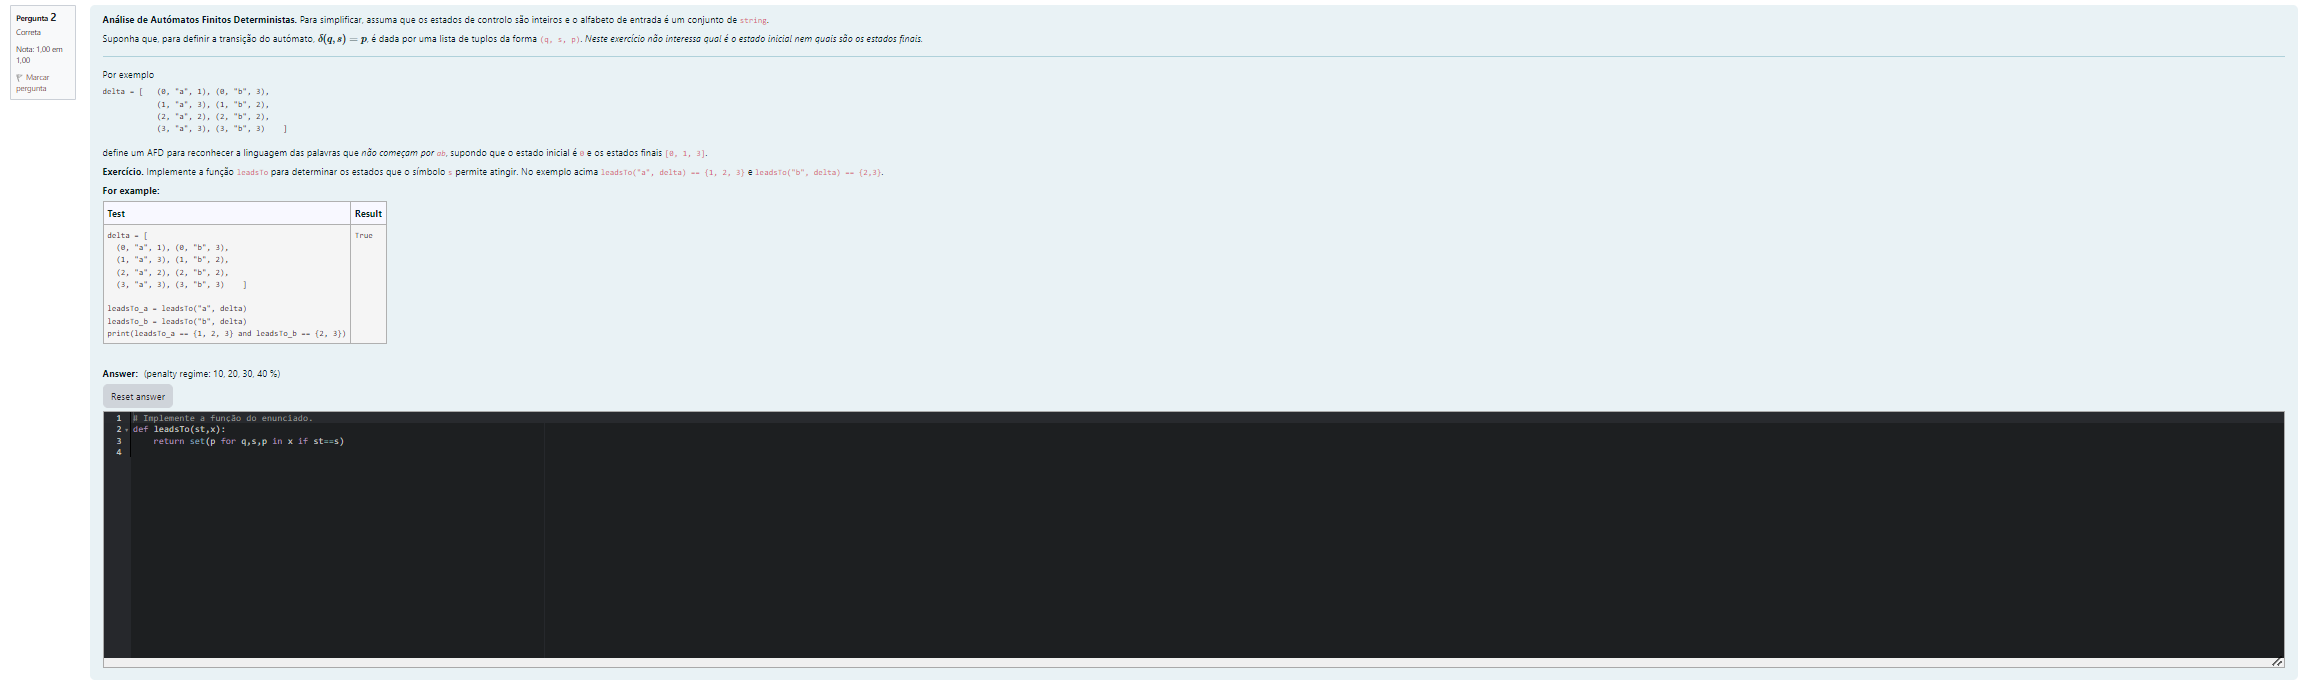 Pergunta 2
Correta
Nota: 1,00 em
1,00
Marcar
pergunta
Análise de Autómatos Finitos Deterministas. Para simplificar, assuma que os estados de controlo são inteiros e o alfabeto de entrada é um conjunto de string.
Suponha que, para definir a transição do autómato, δ(q, s) = p, é dada por uma lista de tuplos da forma (q, s, p). Neste exercício não interessa qual é o estado inicial nem quais são os estados finais.
Por exemplo
delta = [   (0, "a", 1), (0, "b", 3),
(1, "a", 3), (1, "b", 2),
(2, "a", 2), (2, "b", 2),
(3, "a", 3), (3, "b", 3)    ]
define um AFD para reconhecer a linguagem das palavras que não começam por ab, supondo que o estado inicial é 0 e os estados finais [0, 1, 3].
Exercício. Implemente a função leadsTo para determinar os estados que o símbolo s permite atingir. No exemplo acima leadsTo("a", delta) == {1, 2, 3} e leadsTo("b", delta) == {2,3}.
For example:
Test Result
delta = [ True
(0, "a", 1), (0, "b", 3),
(1, "a", 3), (1, "b", 2),
(2, "a", 2), (2, "b", 2),
(3, "a", 3), (3, "b", 3)    ]
leadsTo_a = leadsTo("a", delta)
leadsTo_b = leadsTo("b", delta)
print(leadsTo_a == {1, 2, 3} and leadsTo_b == {2, 3})
Answer: (penalty regime: 10, 20, 30, 40 %)
Reset answer
1 # Implemente a função do enunciado.
2 def leadsTo(st,x):
3     return set(p for q,s,p in x if st==s)
4